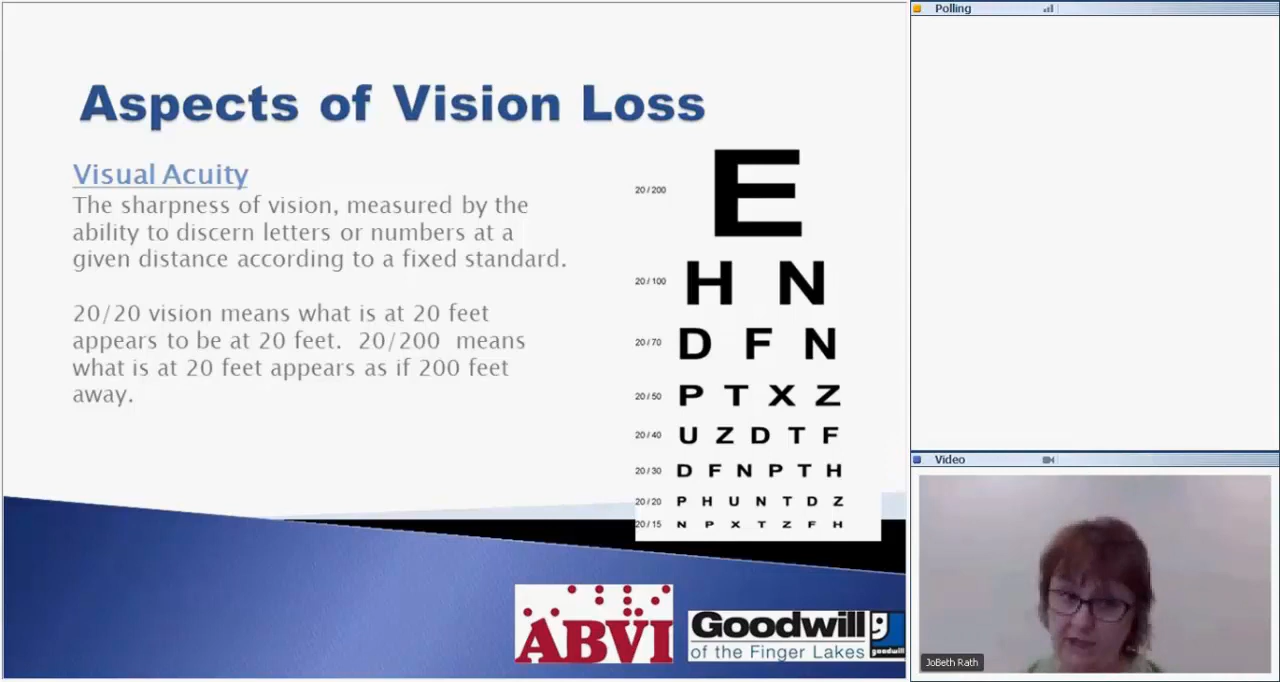 Aspects of Vision Loss
Visual Acuity
The sharpness of vision, measured by the
ability to discern letters or numbers at a
given distance according to a fixed standard.
20/20 vision means what is at 20 feet
appears to be at 20 feet.  20/200  means
what is at 20 feet appears as if 200 feet
away.
20/200 E
20/100 H N
20/70 D F N
20/50 P T X Z
20/40 U Z D T F
20/30 D F N P T H
20/20 P H U N T D Z
20/15 N P X T Z F H
ABVI
Goodwill
of the Finger Lakes
goodwill
Polling
Video
JoBeth Rath